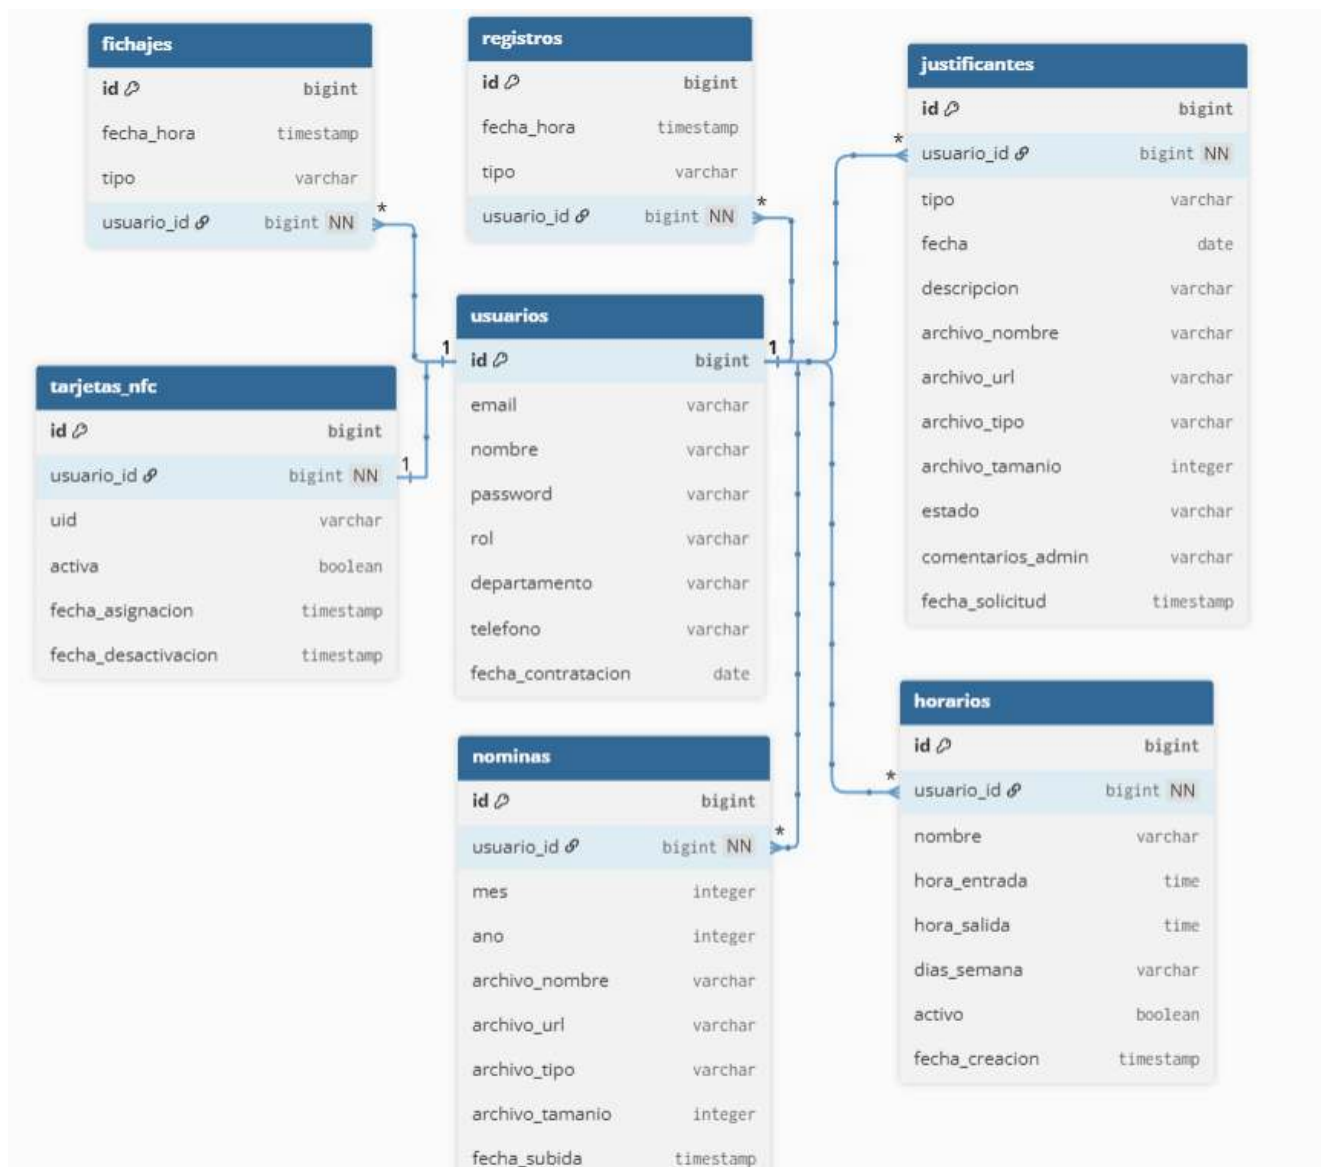 fichajes
id bigint
fecha_hora timestamp
tipo varchar
* usuario_id bigint NN
registros
id bigint
fecha_hora timestamp
tipo varchar
usuario_id bigint NN *
justificantes
id bigint
* usuario_id bigint NN
tipo varchar
fecha date
descripcion varchar
archivo_nombre varchar
archivo_url varchar
archivo_tipo varchar
archivo_tamanio integer
estado varchar
comentarios_admin varchar
fecha_solicitud timestamp
tarjetas_nfc
id bigint
usuario_id bigint NN 1
uid varchar
activa boolean
fecha_asignacion timestamp
fecha_desactivacion timestamp
usuarios
1 id bigint 1
email varchar
nombre varchar
password varchar
rol varchar
departamento varchar
telefono varchar
fecha_contratacion date
nominas
id bigint
usuario_id bigint NN *
mes integer
ano integer
archivo_nombre varchar
archivo_url varchar
archivo_tipo varchar
archivo_tamanio integer
fecha_subida timestamp
horarios
id bigint
* usuario_id bigint NN
nombre varchar
hora_entrada time
hora_salida time
dias_semana varchar
activo boolean
fecha_creacion timestamp